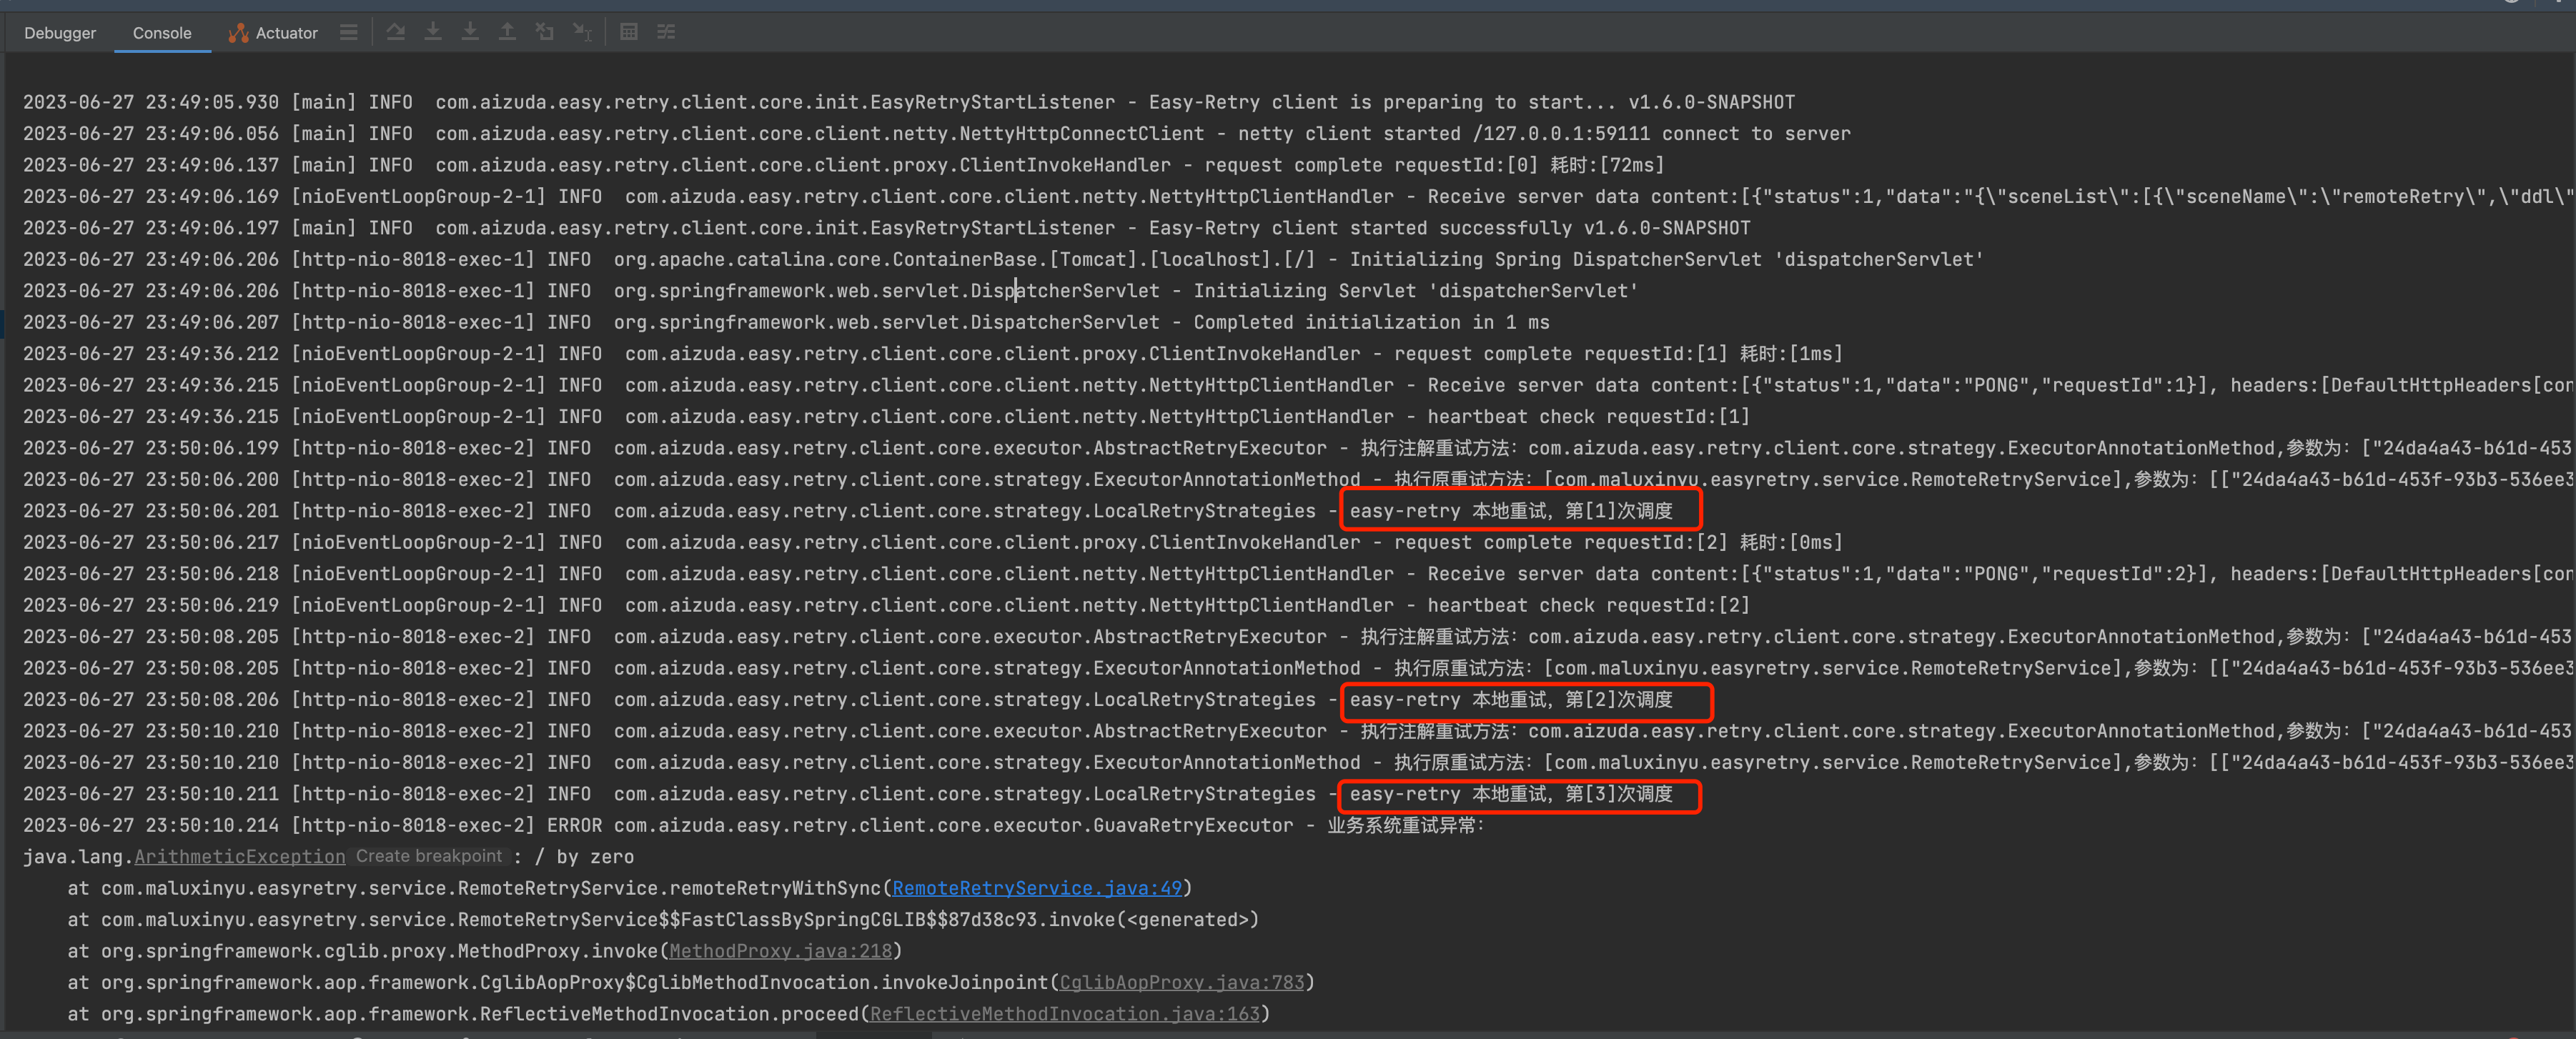 Debugger Console Actuator
2023-06-27 23:49:05.930 [main] INFO  com.aizuda.easy.retry.client.core.init.EasyRetryStartListener - Easy-Retry client is preparing to start... v1.6.0-SNAPSHOT
2023-06-27 23:49:06.056 [main] INFO  com.aizuda.easy.retry.client.core.client.netty.NettyHttpConnectClient - netty client started /127.0.0.1:59111 connect to server
2023-06-27 23:49:06.137 [main] INFO  com.aizuda.easy.retry.client.core.client.proxy.ClientInvokeHandler - request complete requestId:[0] 耗时:[72ms]
2023-06-27 23:49:06.169 [nioEventLoopGroup-2-1] INFO  com.aizuda.easy.retry.client.core.client.netty.NettyHttpClientHandler - Receive server data content:[{"status":1,"data":"{\"sceneList\":[{\"sceneName\":\"remoteRetry\",\"ddl\"
2023-06-27 23:49:06.197 [main] INFO  com.aizuda.easy.retry.client.core.init.EasyRetryStartListener - Easy-Retry client started successfully v1.6.0-SNAPSHOT
2023-06-27 23:49:06.206 [http-nio-8018-exec-1] INFO  org.apache.catalina.core.ContainerBase.[Tomcat].[localhost].[/] - Initializing Spring DispatcherServlet 'dispatcherServlet'
2023-06-27 23:49:06.206 [http-nio-8018-exec-1] INFO  org.springframework.web.servlet.DispatcherServlet - Initializing Servlet 'dispatcherServlet'
2023-06-27 23:49:06.207 [http-nio-8018-exec-1] INFO  org.springframework.web.servlet.DispatcherServlet - Completed initialization in 1 ms
2023-06-27 23:49:36.212 [nioEventLoopGroup-2-1] INFO  com.aizuda.easy.retry.client.core.client.proxy.ClientInvokeHandler - request complete requestId:[1] 耗时:[1ms]
2023-06-27 23:49:36.215 [nioEventLoopGroup-2-1] INFO  com.aizuda.easy.retry.client.core.client.netty.NettyHttpClientHandler - Receive server data content:[{"status":1,"data":"PONG","requestId":1}], headers:[DefaultHttpHeaders[con
2023-06-27 23:49:36.215 [nioEventLoopGroup-2-1] INFO  com.aizuda.easy.retry.client.core.client.netty.NettyHttpClientHandler - heartbeat check requestId:[1]
2023-06-27 23:50:06.199 [http-nio-8018-exec-2] INFO  com.aizuda.easy.retry.client.core.executor.AbstractRetryExecutor - 执行注解重试方法：com.aizuda.easy.retry.client.core.strategy.ExecutorAnnotationMethod,参数为：["24da4a43-b61d-453
2023-06-27 23:50:06.200 [http-nio-8018-exec-2] INFO  com.aizuda.easy.retry.client.core.strategy.ExecutorAnnotationMethod - 执行原重试方法：[com.maluxinyu.easyretry.service.RemoteRetryService],参数为：[["24da4a43-b61d-453f-93b3-536ee3
2023-06-27 23:50:06.201 [http-nio-8018-exec-2] INFO  com.aizuda.easy.retry.client.core.strategy.LocalRetryStrategies - easy-retry 本地重试，第[1]次调度
2023-06-27 23:50:06.217 [nioEventLoopGroup-2-1] INFO  com.aizuda.easy.retry.client.core.client.proxy.ClientInvokeHandler - request complete requestId:[2] 耗时:[0ms]
2023-06-27 23:50:06.218 [nioEventLoopGroup-2-1] INFO  com.aizuda.easy.retry.client.core.client.netty.NettyHttpClientHandler - Receive server data content:[{"status":1,"data":"PONG","requestId":2}], headers:[DefaultHttpHeaders[con
2023-06-27 23:50:06.219 [nioEventLoopGroup-2-1] INFO  com.aizuda.easy.retry.client.core.client.netty.NettyHttpClientHandler - heartbeat check requestId:[2]
2023-06-27 23:50:08.205 [http-nio-8018-exec-2] INFO  com.aizuda.easy.retry.client.core.executor.AbstractRetryExecutor - 执行注解重试方法：com.aizuda.easy.retry.client.core.strategy.ExecutorAnnotationMethod,参数为：["24da4a43-b61d-453
2023-06-27 23:50:08.205 [http-nio-8018-exec-2] INFO  com.aizuda.easy.retry.client.core.strategy.ExecutorAnnotationMethod - 执行原重试方法：[com.maluxinyu.easyretry.service.RemoteRetryService],参数为：[["24da4a43-b61d-453f-93b3-536ee3
2023-06-27 23:50:08.206 [http-nio-8018-exec-2] INFO  com.aizuda.easy.retry.client.core.strategy.LocalRetryStrategies - easy-retry 本地重试，第[2]次调度
2023-06-27 23:50:10.210 [http-nio-8018-exec-2] INFO  com.aizuda.easy.retry.client.core.executor.AbstractRetryExecutor - 执行注解重试方法：com.aizuda.easy.retry.client.core.strategy.ExecutorAnnotationMethod,参数为：["24da4a43-b61d-453
2023-06-27 23:50:10.210 [http-nio-8018-exec-2] INFO  com.aizuda.easy.retry.client.core.strategy.ExecutorAnnotationMethod - 执行原重试方法：[com.maluxinyu.easyretry.service.RemoteRetryService],参数为：[["24da4a43-b61d-453f-93b3-536ee3
2023-06-27 23:50:10.211 [http-nio-8018-exec-2] INFO  com.aizuda.easy.retry.client.core.strategy.LocalRetryStrategies - easy-retry 本地重试，第[3]次调度
2023-06-27 23:50:10.214 [http-nio-8018-exec-2] ERROR com.aizuda.easy.retry.client.core.executor.GuavaRetryExecutor - 业务系统重试异常：
java.lang.ArithmeticException Create breakpoint : / by zero
    at com.maluxinyu.easyretry.service.RemoteRetryService.remoteRetryWithSync(RemoteRetryService.java:49)
    at com.maluxinyu.easyretry.service.RemoteRetryService$$FastClassBySpringCGLIB$$87d38c93.invoke(<generated>)
    at org.springframework.cglib.proxy.MethodProxy.invoke(MethodProxy.java:218)
    at org.springframework.aop.framework.CglibAopProxy$CglibMethodInvocation.invokeJoinpoint(CglibAopProxy.java:783)
    at org.springframework.aop.framework.ReflectiveMethodInvocation.proceed(ReflectiveMethodInvocation.java:163)